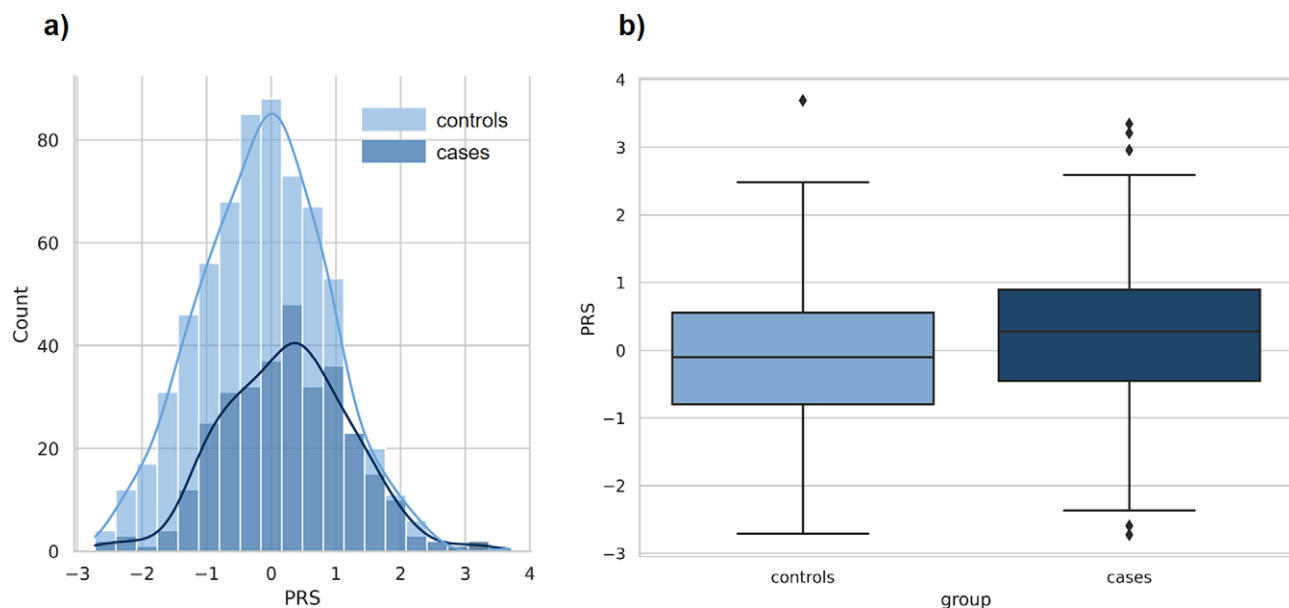 a)
Count
80
60
40
20
0
−3 −2 −1 0 1 2 3 4
PRS
controls
cases
b)
PRS
4
3
2
1
0
−1
−2
−3
controls cases
group